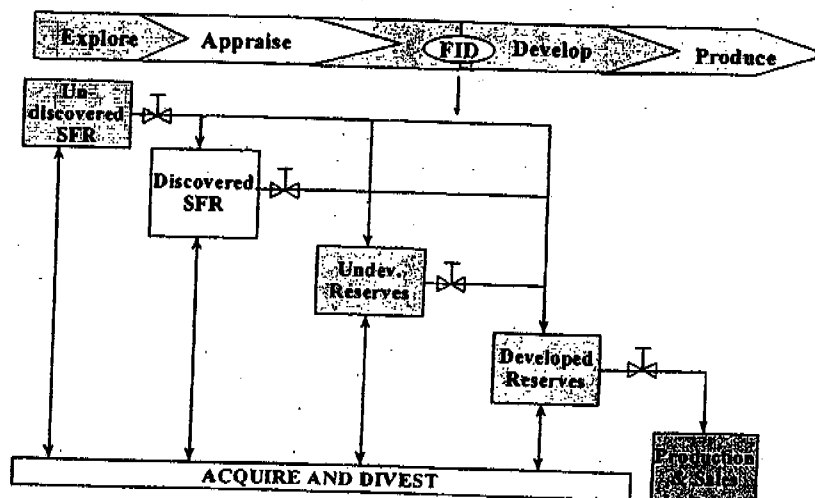 Explore
Appraise
FID
Develop
Produce
Un-
discovered
SFR
Discovered
SFR
Undev.
Reserves
Developed
Reserves
Production
& Sales
ACQUIRE AND DIVEST